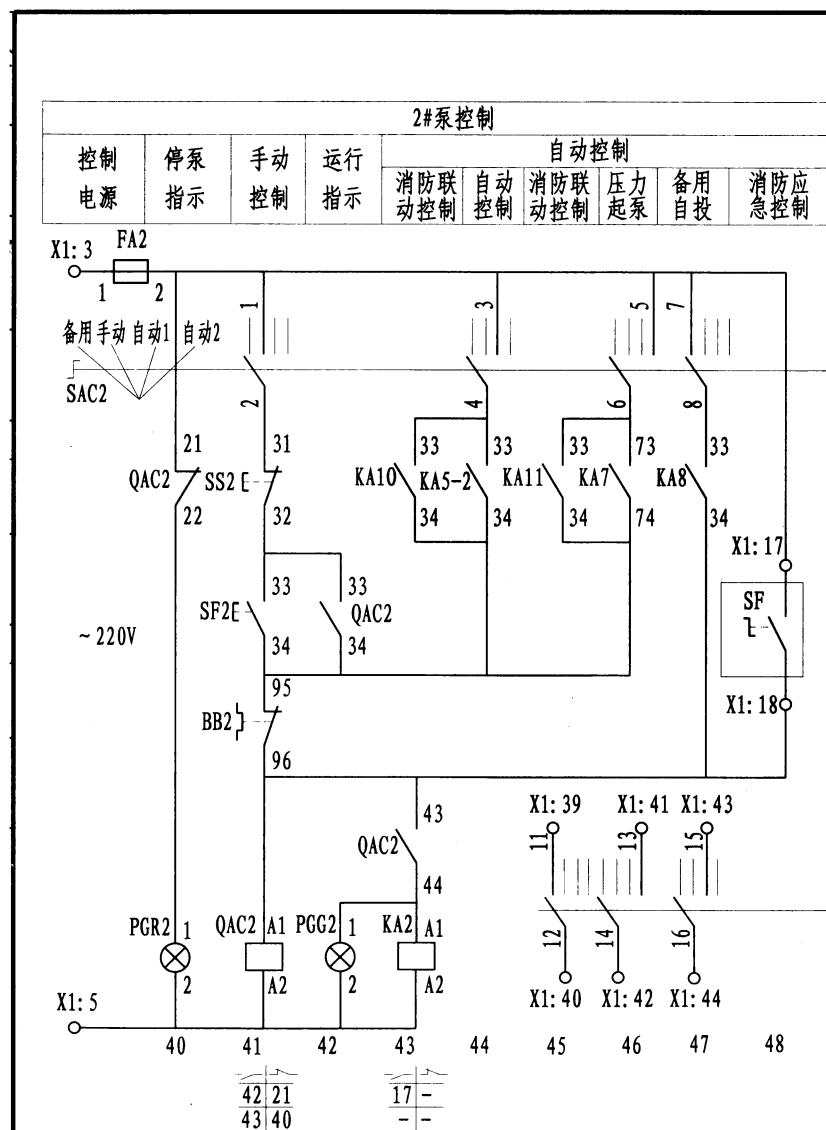 2#泵控制
控制电源
停泵指示
手动控制
运行指示
自动控制
消防联动控制
自动控制
消防联动控制
压力起泵
备用自投
消防应急控制
X1:3
FA2
1 2
1
3
5
7
备用 手动 自动1 自动2
SAC2
2
4
6
8
21
31
33
33
33
73
33
QAC2
SS2
KA10
KA5-2
KA11
KA7
KA8
22
32
34
34
34
74
34
X1:17
33
33
SF2
QAC2
34
34
SF
~220V
95
BB2
96
X1:18
43
QAC2
44
X1:39
X1:41
X1:43
11
13
15
PGR2
1
QAC2
A1
PGG2
1
KA2
A1
12
14
16
2
A2
2
A2
X1:40
X1:42
X1:44
X1:5
40 41 42 43 44 45 46 47 48
42 21
43 40
17 -
- -